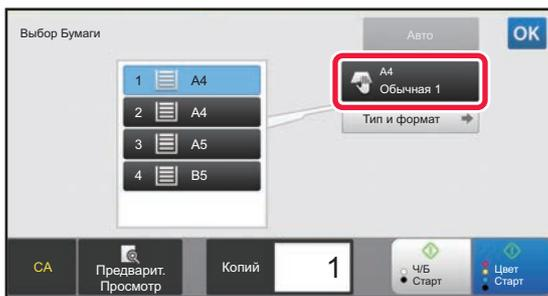 Выбор Бумаги
Авто
OK
1 A4
A4
Обычная 1
2 A4
Тип и формат
3 A5
4 B5
CA
Предварит.
Просмотр
Копий
1
Ч/Б
Старт
Цвет
Старт